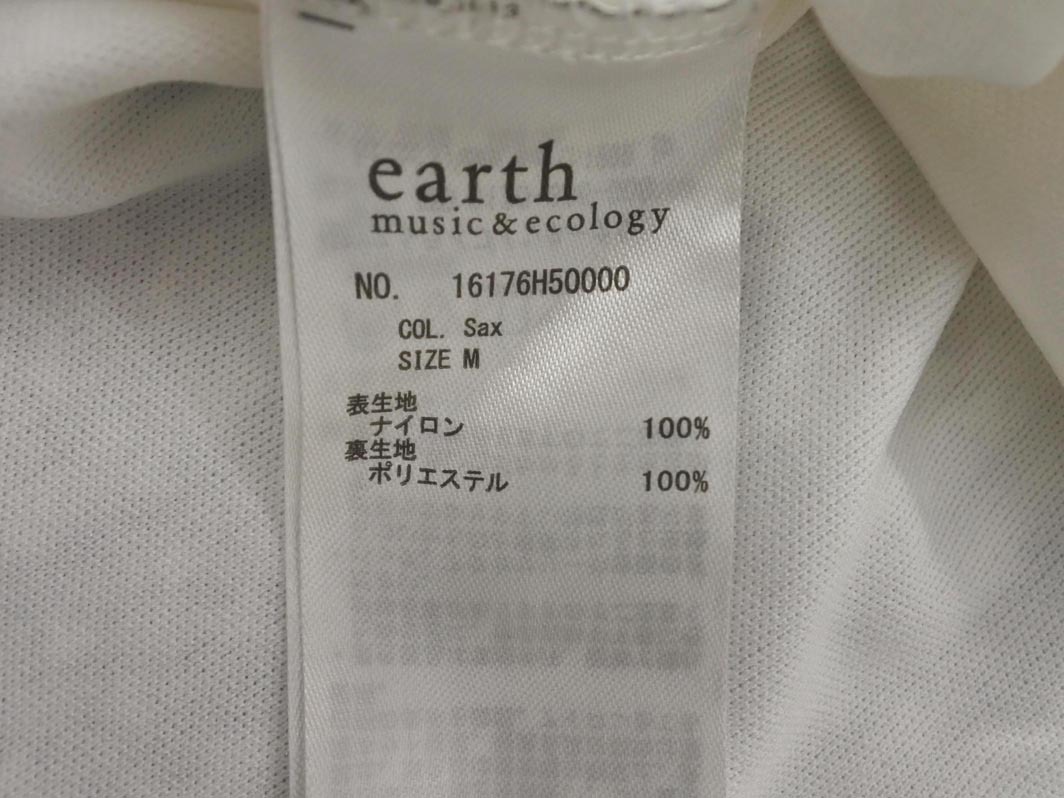 earth
music & ecology
NO. 16176H50000
COL. Sax
SIZE M
表生地
ナイロン 100%
裏生地
ポリエステル 100%